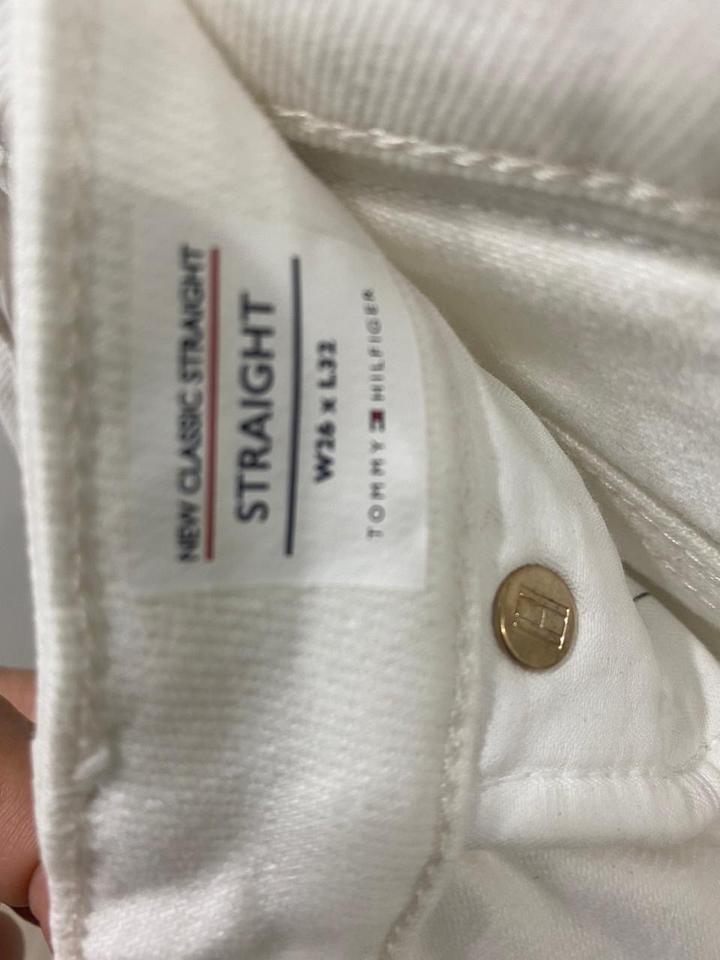 NEW CLASSIC STRAIGHT
STRAIGHT
W26 X L32
TOMMY HILFIGER